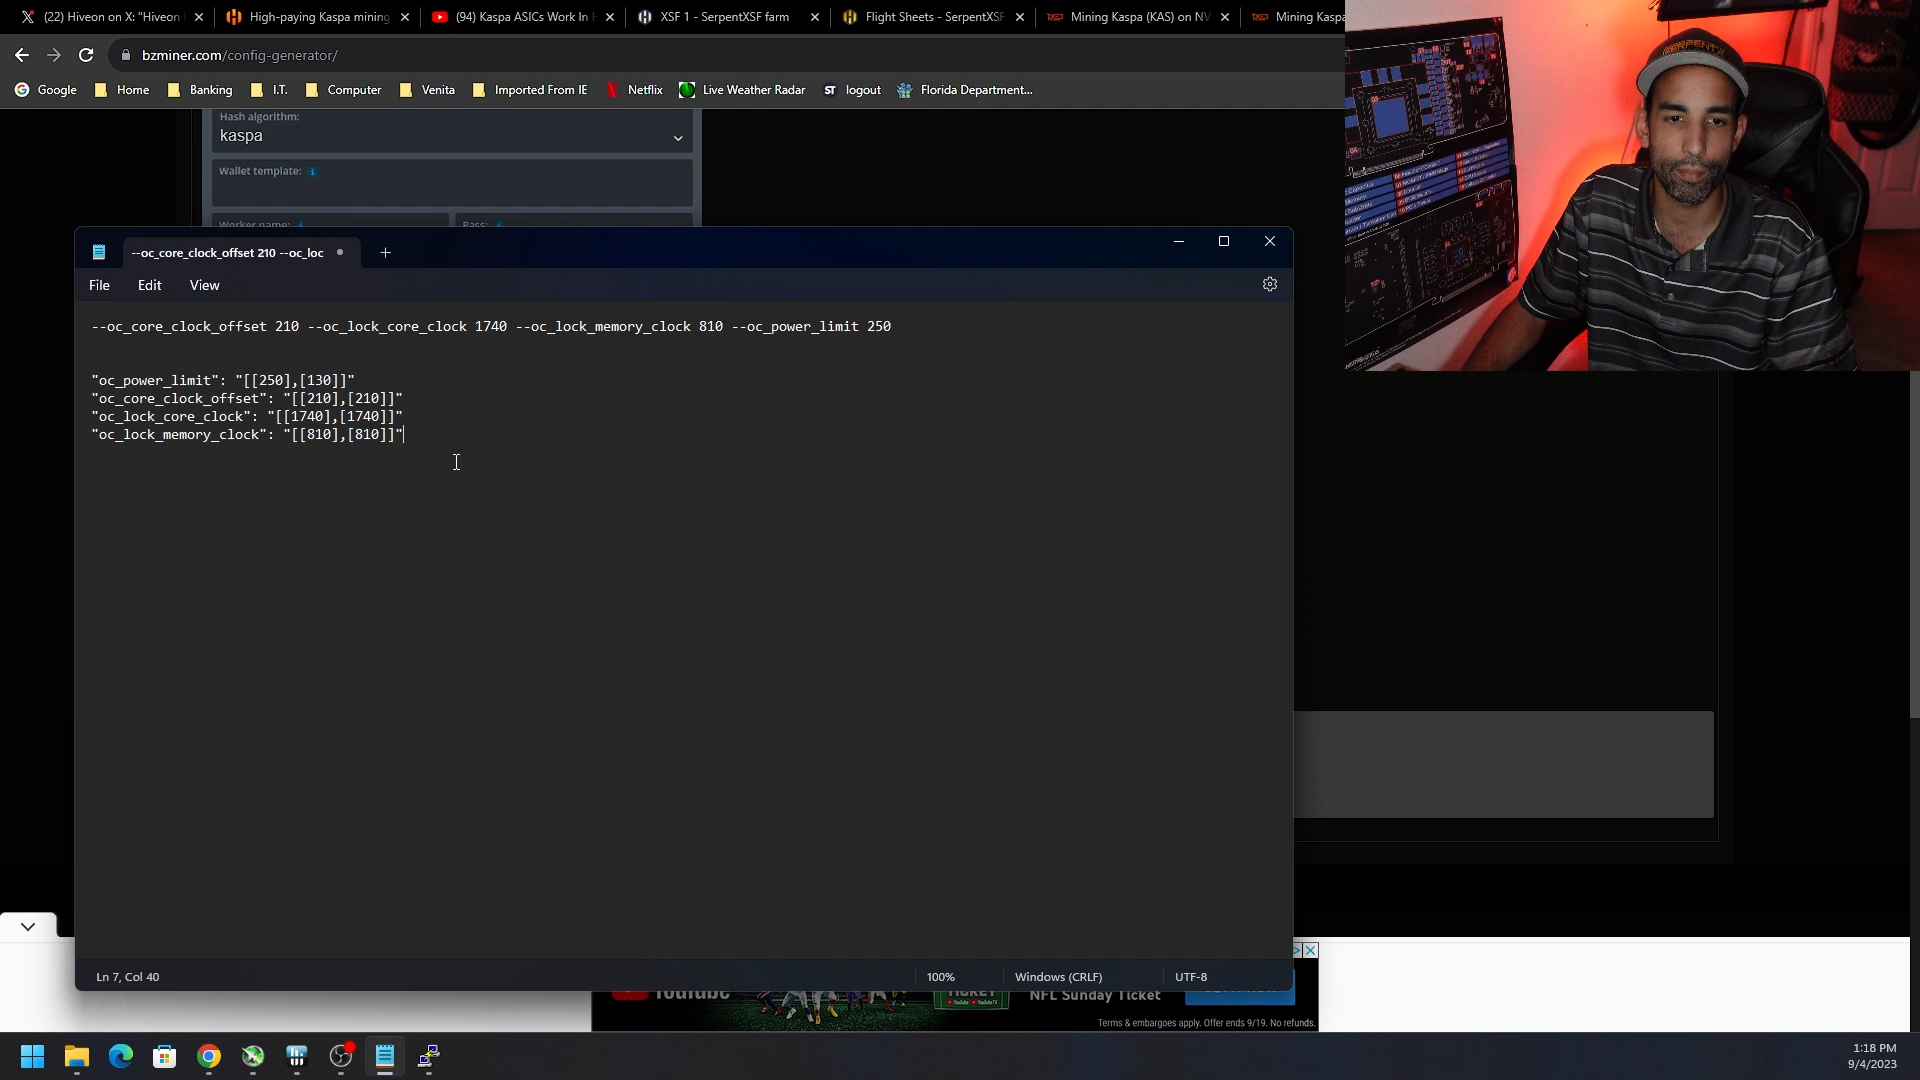 (22) Hiveon on X: "Hiveon
High-paying Kaspa mining
(94) Kaspa ASICs Work In H
XSF 1 - SerpentXSF farm
Flight Sheets - SerpentXSF
Mining Kaspa (KAS) on NV
Mining Kaspa
bzminer.com/config-generator/
Google
Home
Banking
I.T.
Computer
Venita
Imported From IE
Netflix
Live Weather Radar
ST logout
Florida Department...
Hash algorithm:
kaspa
Wallet template:
Worker name:
Pass:
--oc_core_clock_offset 210 --oc_loc
File
Edit
View
--oc_core_clock_offset 210 --oc_lock_core_clock 1740 --oc_lock_memory_clock 810 --oc_power_limit 250
"oc_power_limit": "[[250],[130]]"
"oc_core_clock_offset": "[[210],[210]]"
"oc_lock_core_clock": "[[1740],[1740]]"
"oc_lock_memory_clock": "[[810],[810]]"
Ln 7, Col 40
100%
Windows (CRLF)
UTF-8
YouTube
TICKET
NFL Sunday Ticket
Terms & embargoes apply. Offer ends 9/19. No refunds.
1:18 PM
9/4/2023